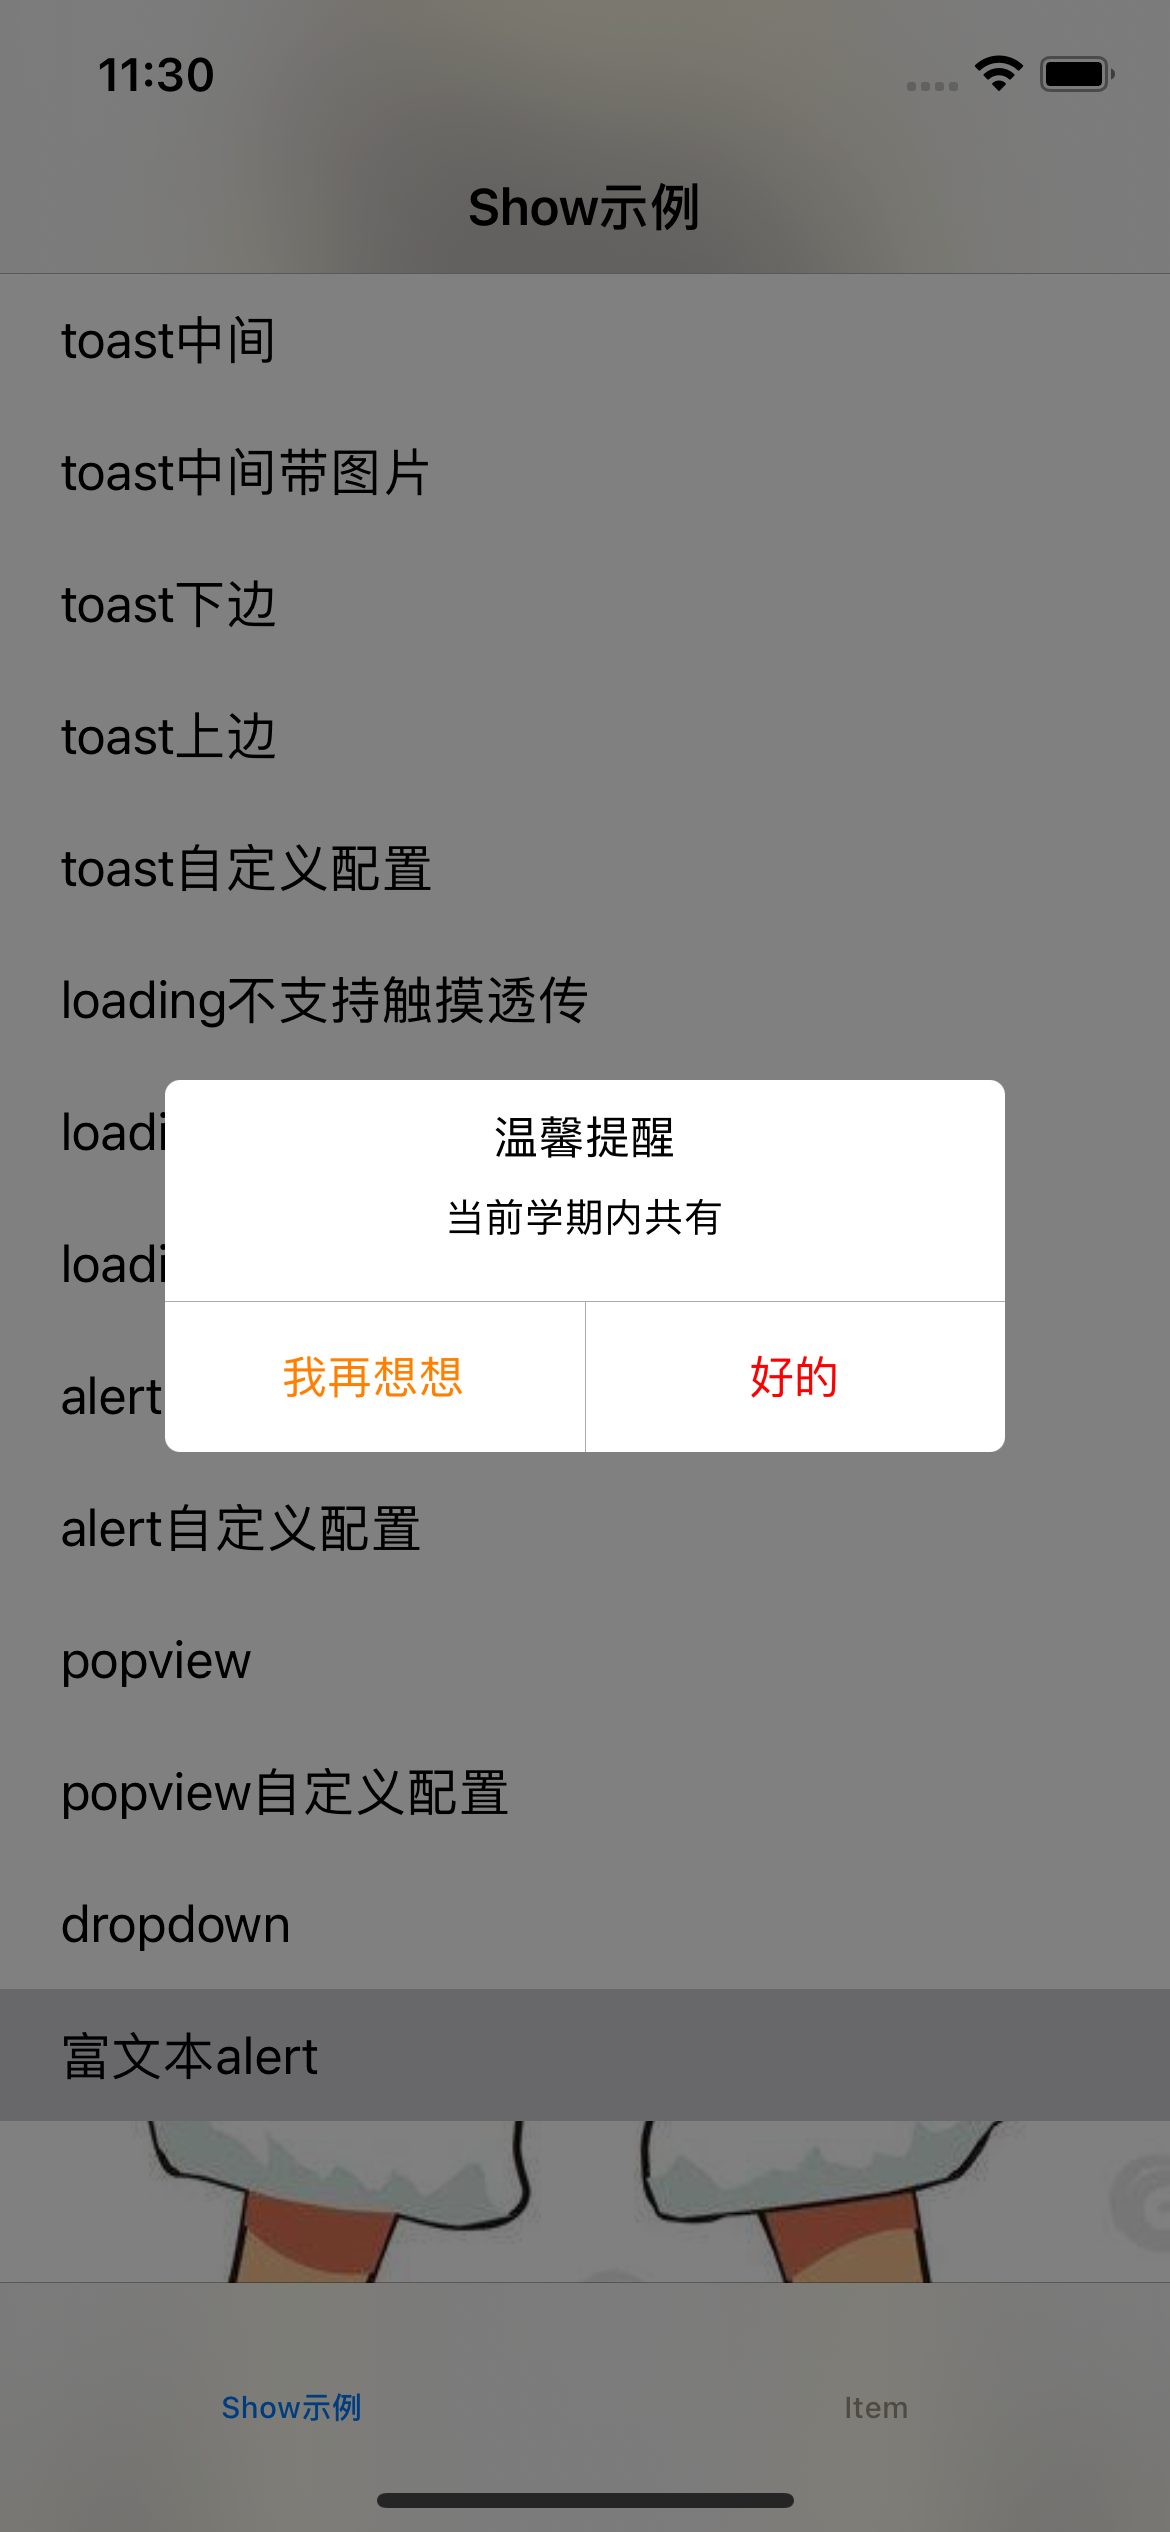 11:30
Show示例
toast中间
toast中间带图片
toast下边
toast上边
toast自定义配置
loading不支持触摸透传
loadi
loadi
alert
温馨提醒
当前学期内共有
我再想想
好的
alert自定义配置
popview
popview自定义配置
dropdown
富文本alert
Show示例
Item